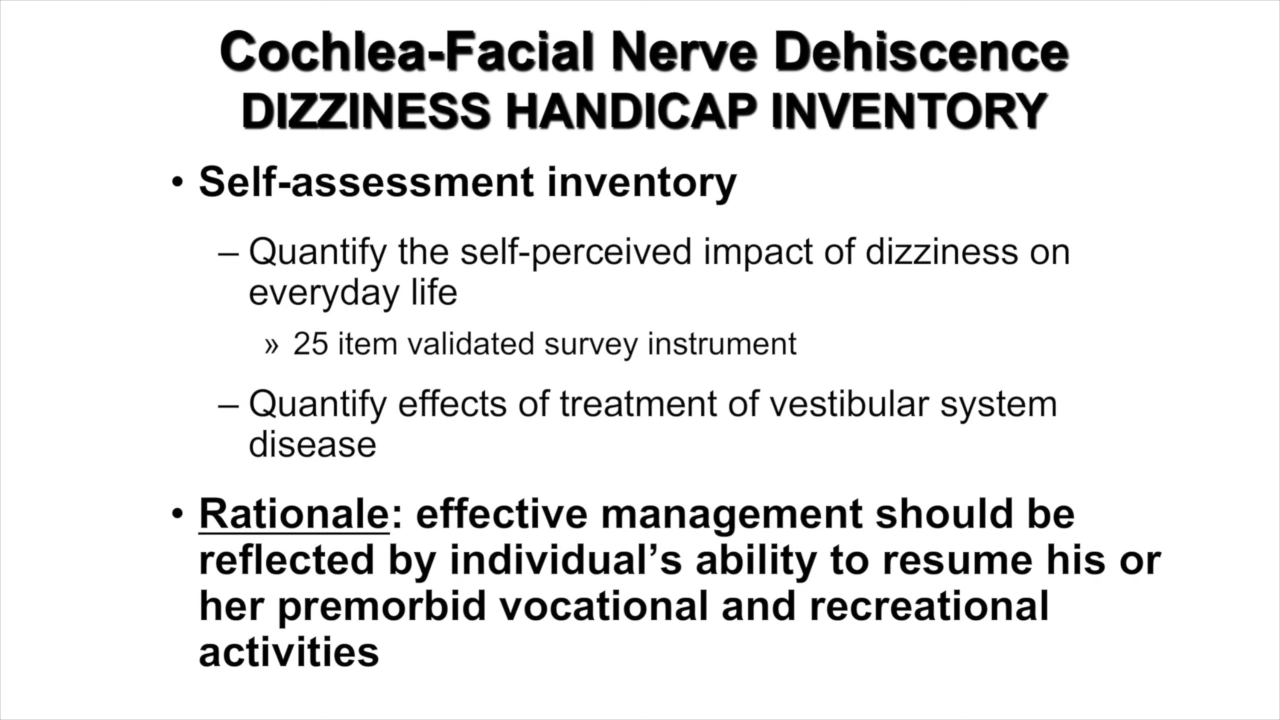 Cochlea-Facial Nerve Dehiscence
DIZZINESS HANDICAP INVENTORY
• Self-assessment inventory
– Quantify the self-perceived impact of dizziness on
everyday life
» 25 item validated survey instrument
– Quantify effects of treatment of vestibular system
disease
• Rationale: effective management should be
reflected by individual’s ability to resume his or
her premorbid vocational and recreational
activities